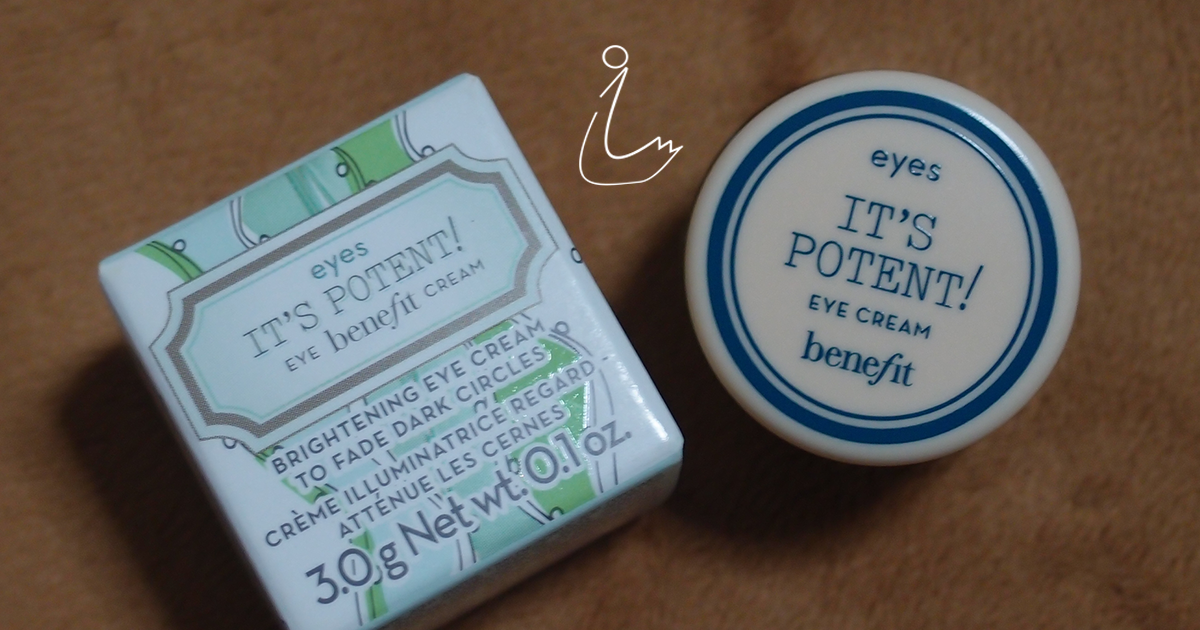 eyes
IT'S POTENT!
EYE benefit CREAM
BRIGHTENING EYE CREAM
TO FADE DARK CIRCLES
CRÈME ILLUMINATRICE REGARD
ATTÉNUE LES CERNES
3.0 g Net wt. 0.1 oz.
eyes
IT'S
POTENT!
EYE CREAM
benefit